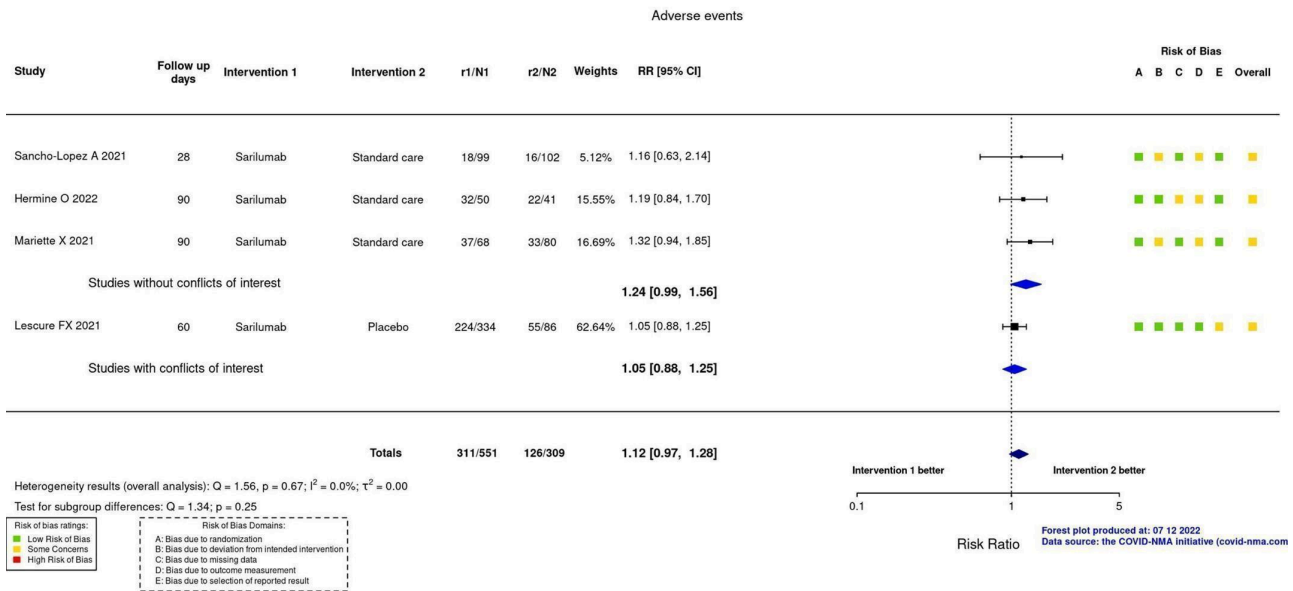 Adverse events
Risk of Bias
Study Follow up days Intervention 1 Intervention 2 r1/N1 r2/N2 Weights RR [95% CI] A B C D E Overall
Sancho-Lopez A 2021 28 Sarilumab Standard care 18/99 16/102 5.12% 1.16 [0.63, 2.14]
Hermine O 2022 90 Sarilumab Standard care 32/50 22/41 15.55% 1.19 [0.84, 1.70]
Mariette X 2021 90 Sarilumab Standard care 37/68 33/80 16.69% 1.32 [0.94, 1.85]
Studies without conflicts of interest 1.24 [0.99, 1.56]
Lescure FX 2021 60 Sarilumab Placebo 224/334 55/86 62.64% 1.05 [0.88, 1.25]
Studies with conflicts of interest 1.05 [0.88, 1.25]
Totals 311/551 126/309 1.12 [0.97, 1.28]
Intervention 1 better Intervention 2 better
Heterogeneity results (overall analysis): Q = 1.56, p = 0.67; I² = 0.0%; τ² = 0.00
Test for subgroup differences: Q = 1.34; p = 0.25
0.1 1 5
Risk Ratio
Forest plot produced at: 07 12 2022
Data source: the COVID-NMA initiative (covid-nma.com
Risk of bias ratings:
Low Risk of Bias
Some Concerns
High Risk of Bias
Risk of Bias Domains:
A: Bias due to randomization
B: Bias due to deviation from intended intervention
C: Bias due to missing data
D: Bias due to outcome measurement
E: Bias due to selection of reported result